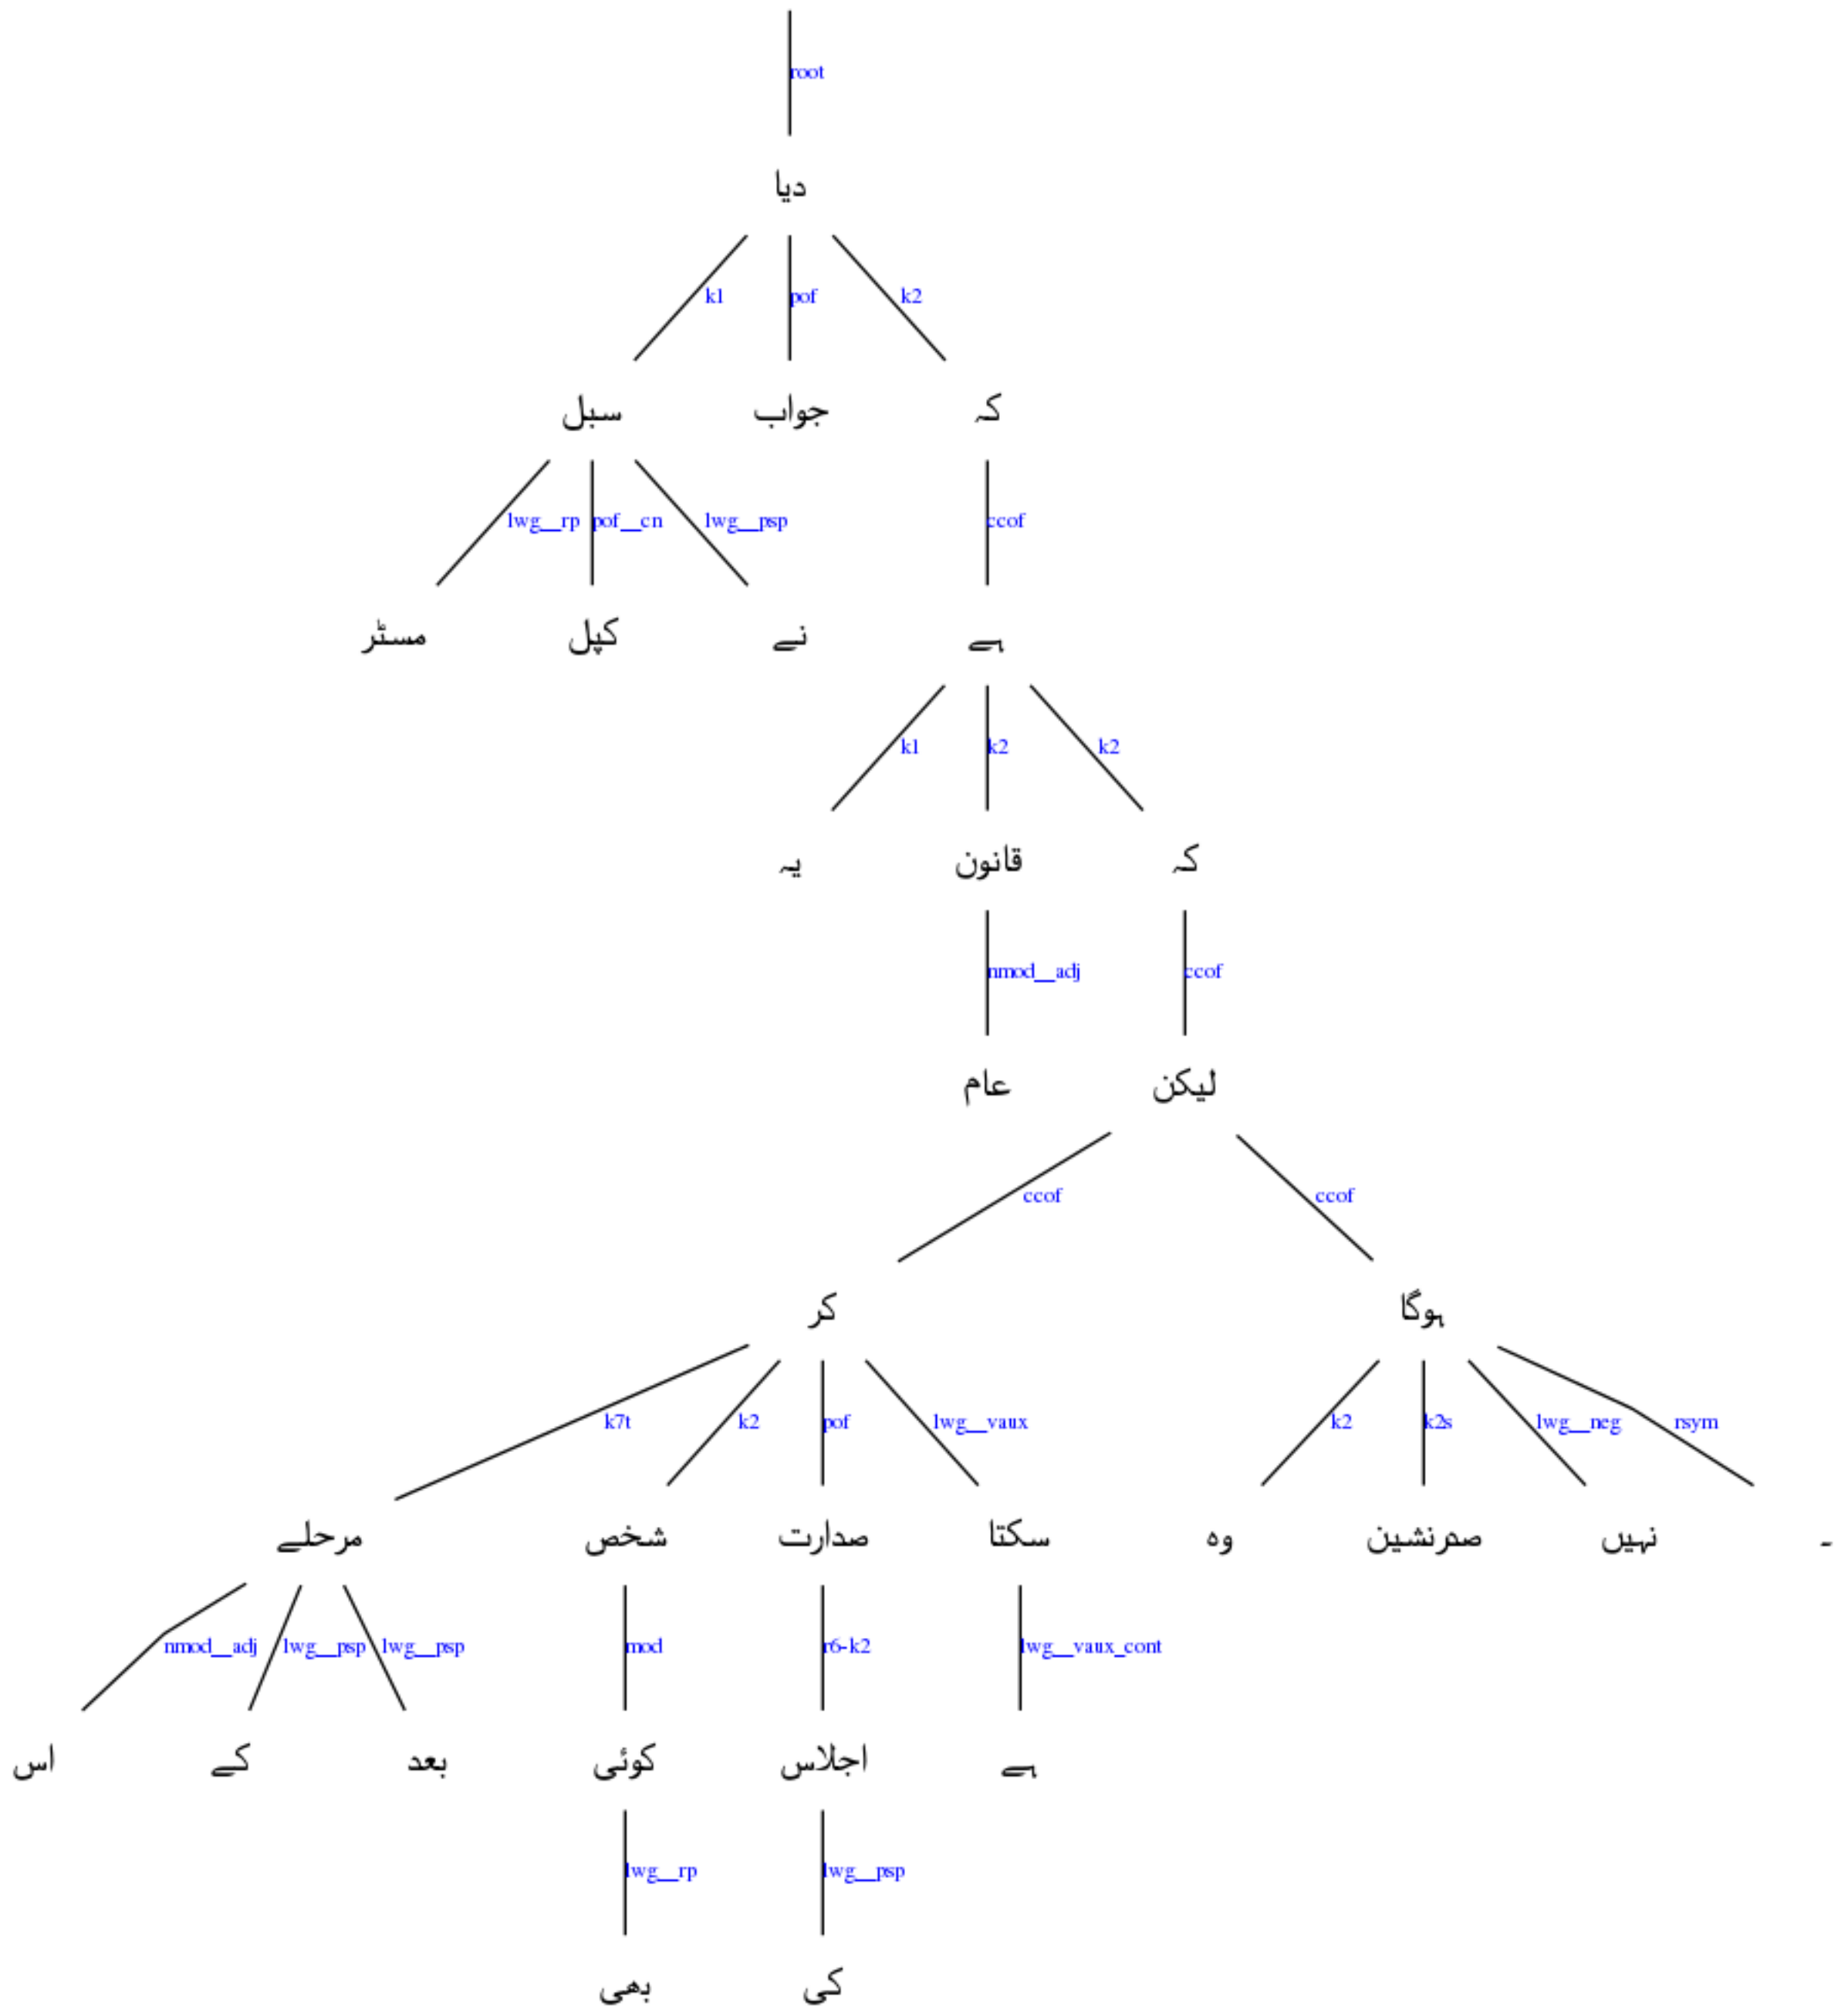 root
دیا
k1 pof k2
سبل جواب کہ
lwg__rp pof__cn lwg__psp ccof
مسٹر کپل نے ہے
k1 k2 k2
یہ قانون کہ
nmod__adj ccof
عام لیکن
ccof ccof
کر ہوگا
k7t k2 pof lwg__vaux k2 k2s lwg__neg rsym
مرحلے شخص صدارت سکتا وہ صدرنشین نہیں ۔
nmod__adj lwg__psp lwg__psp mod r6-k2 lwg__vaux_cont
اس کے بعد کوئی اجلاس ہے
lwg__rp lwg__psp
بھی کی